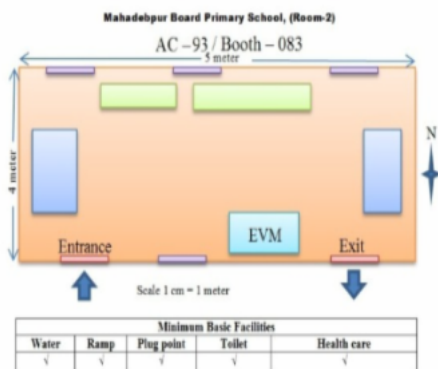 Mahadebpur Board Primary School, (Room-2)
AC –93 / Booth – 083
5 meter
4 meter
N
EVM
Entrance
Exit
Scale 1 cm = 1 meter
Minimum Basic Facilities
Water Ramp Plug point Toilet Health care
√ √ √ √ √